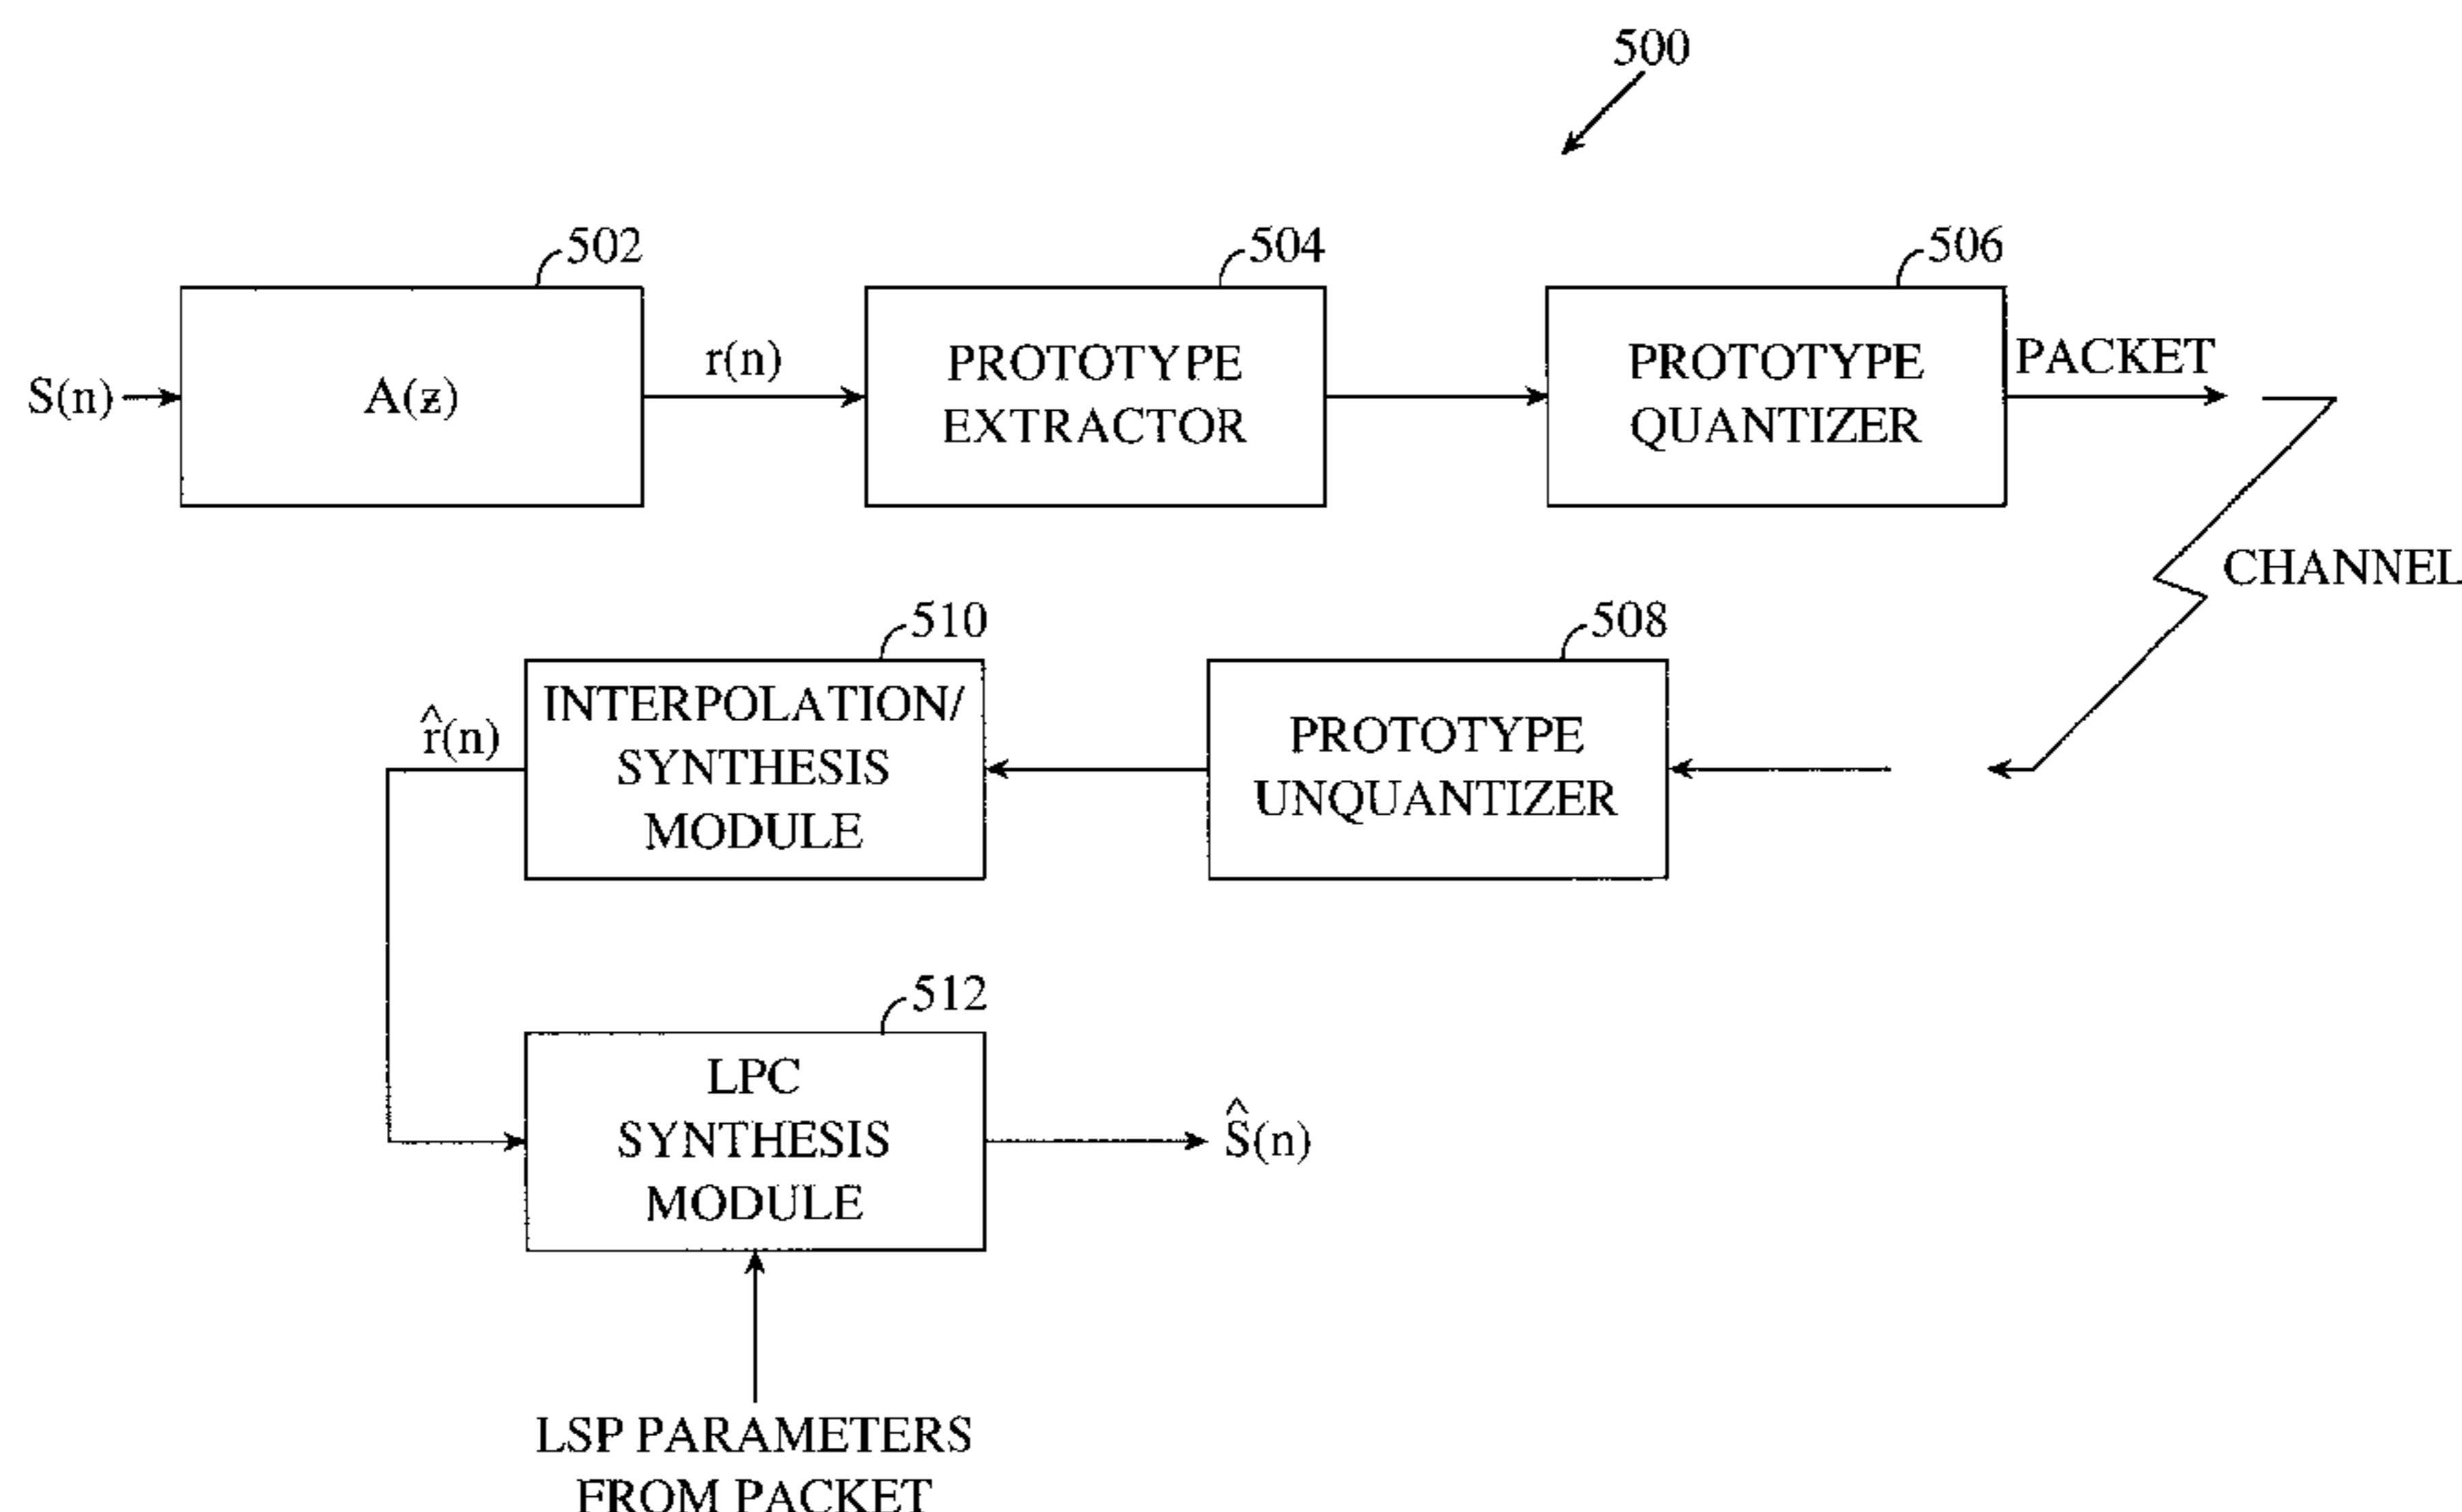 500
502
504
506
S(n)
A(z)
r(n)
PROTOTYPE
EXTRACTOR
PROTOTYPE
QUANTIZER
PACKET
CHANNEL
510
508
r̂(n)
INTERPOLATION/
SYNTHESIS
MODULE
PROTOTYPE
UNQUANTIZER
512
LPC
SYNTHESIS
MODULE
Ŝ(n)
LSP PARAMETERS
FROM PACKET